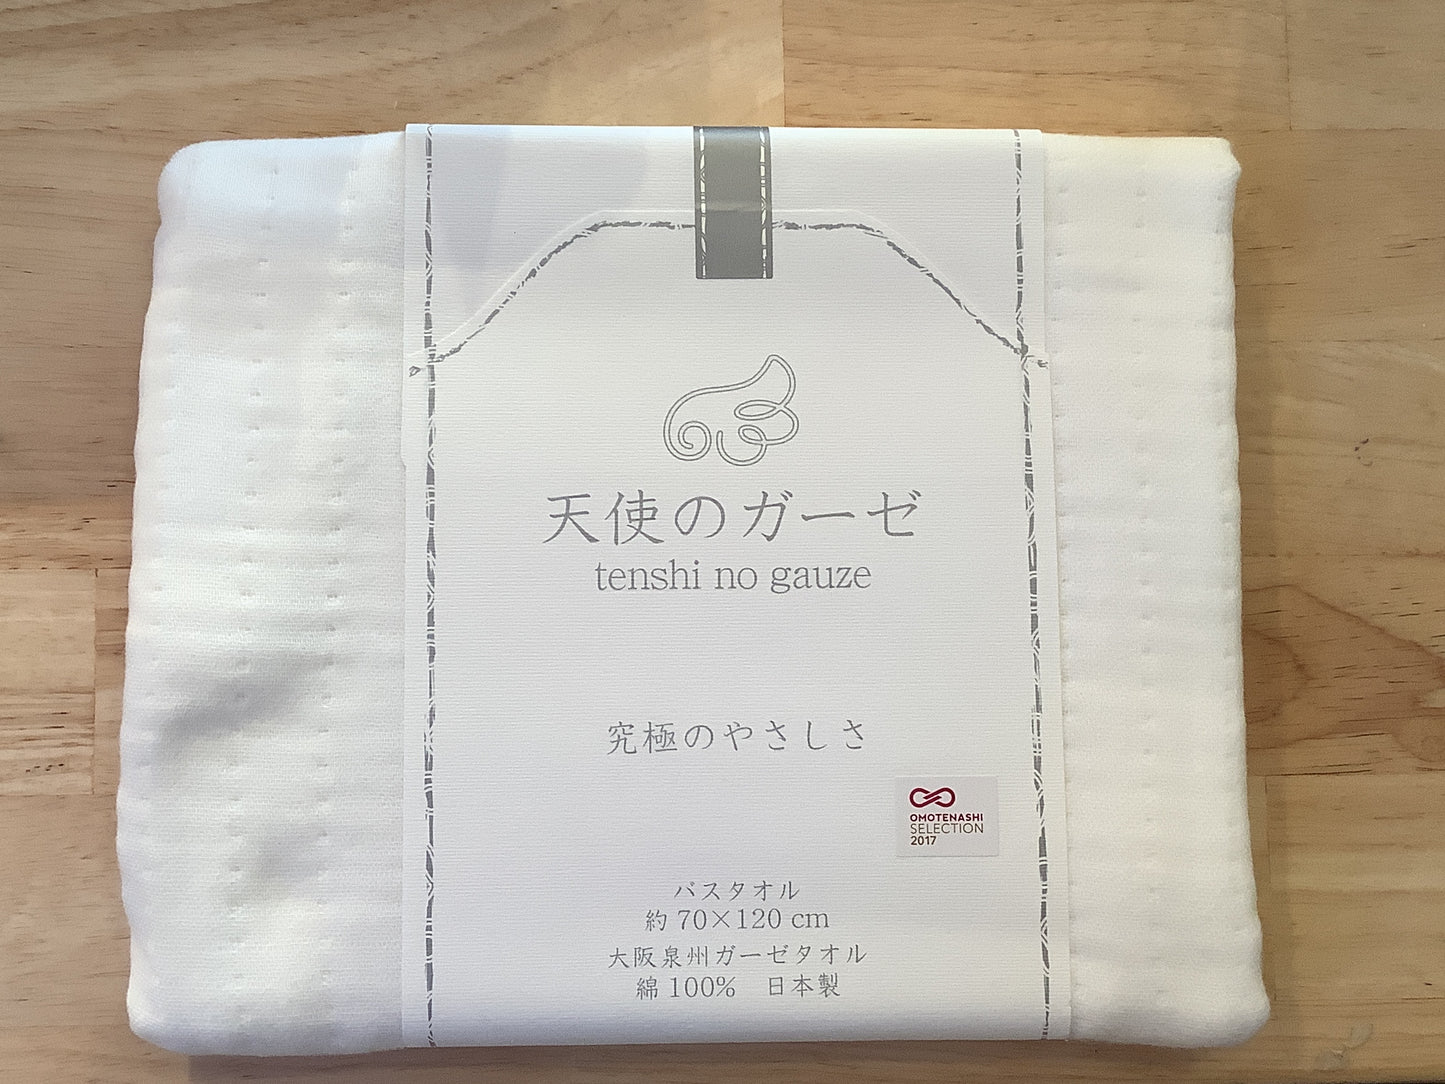 天使のガーゼ
tenshi no gauze
究極のやさしさ
OMOTENASHI
SELECTION
2017
バスタオル
約 70×120 cm
大阪泉州ガーゼタオル
綿 100%　日本製